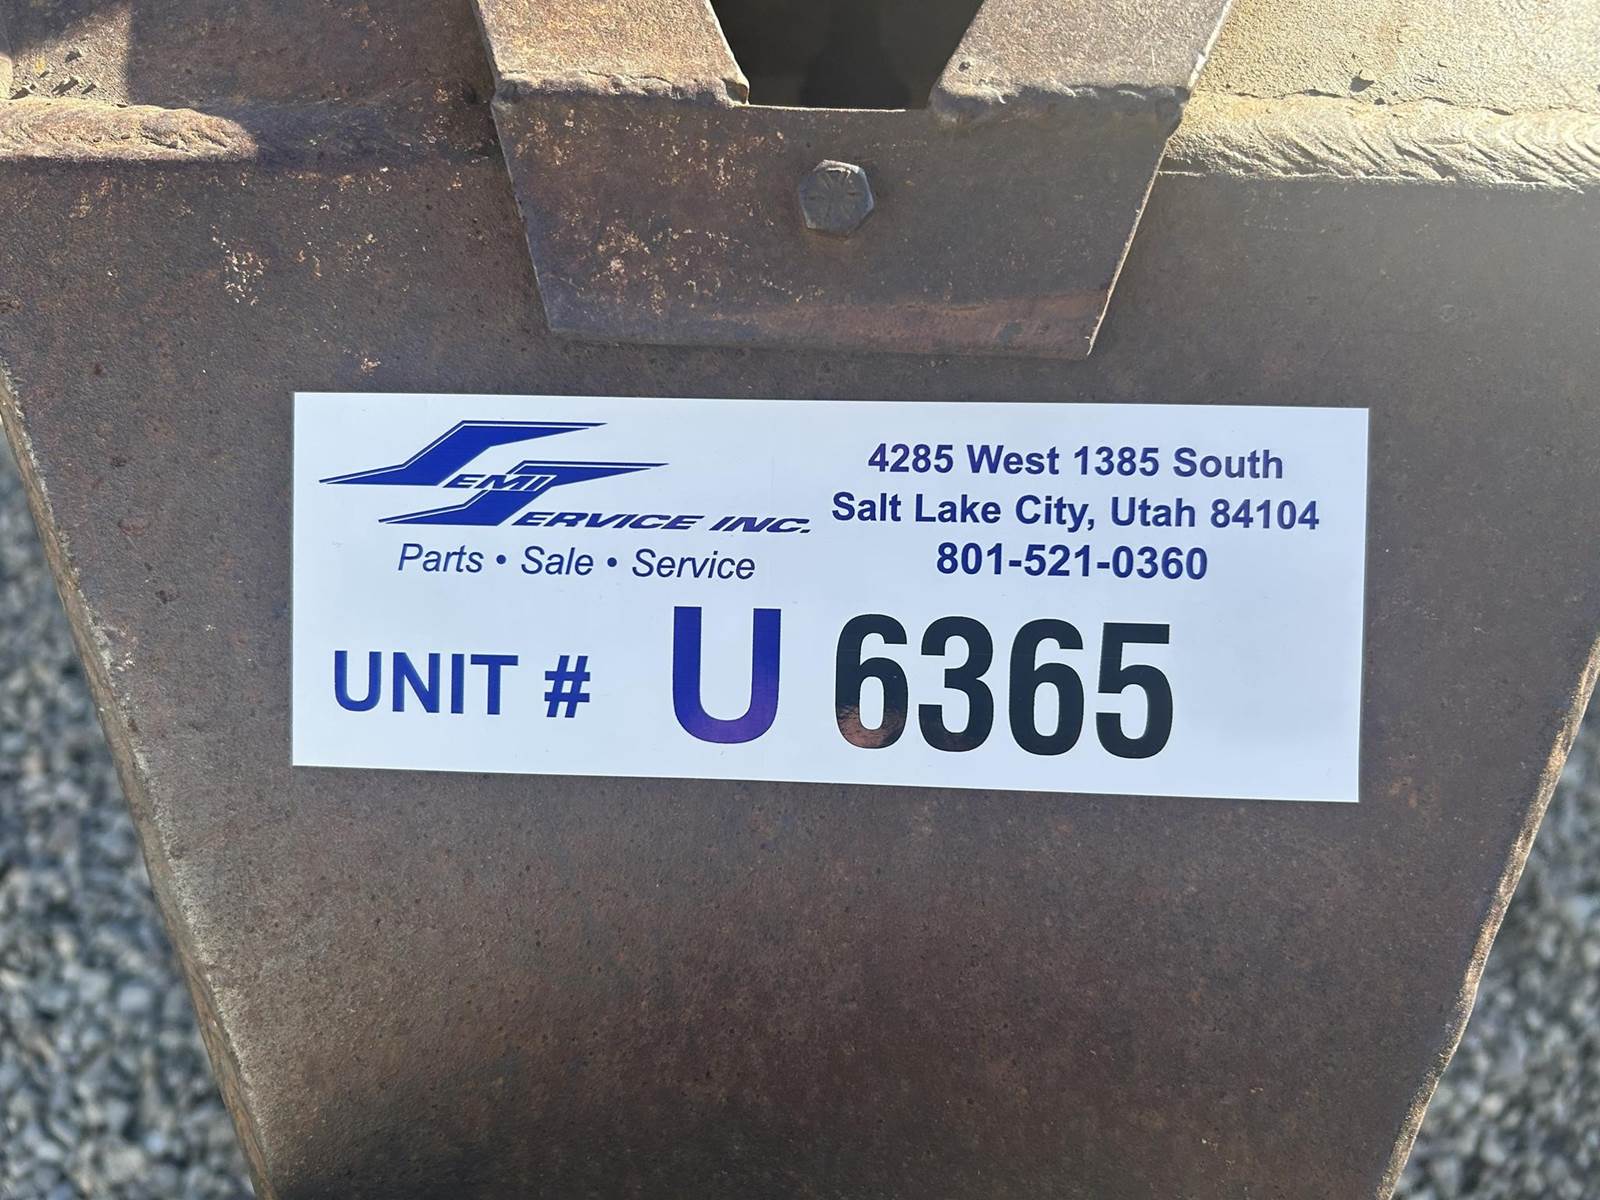 SEMI
SERVICE INC.
Parts • Sale • Service
4285 West 1385 South
Salt Lake City, Utah 84104
801-521-0360
UNIT # U 6365